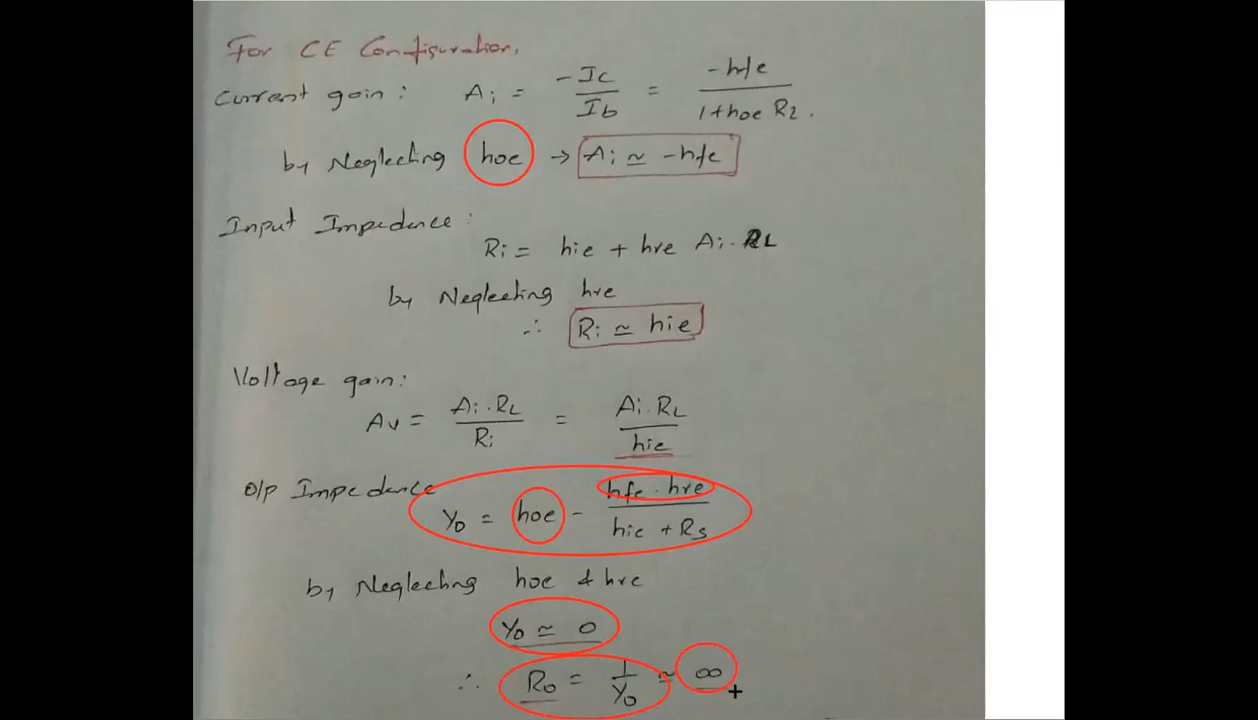 For CE Configuration.
Current gain : Ai = -Ic/Ib = -hfe/1+hoe RL.
by Neglecting hoe → Ai ≃ -hfe
Input Impedence :
Ri = hie + hre Ai. RL
by Neglecting hre
∴ Ri ≃ hie
Voltage gain :
Av = Ai.RL/Ri = Ai.RL/hie
O/p Impedence
Yo = hoe - hfe.hre/hie + Rs
by Neglecting hoe & hre
Yo ≃ 0
∴ Ro = 1/Yo ≃ ∞